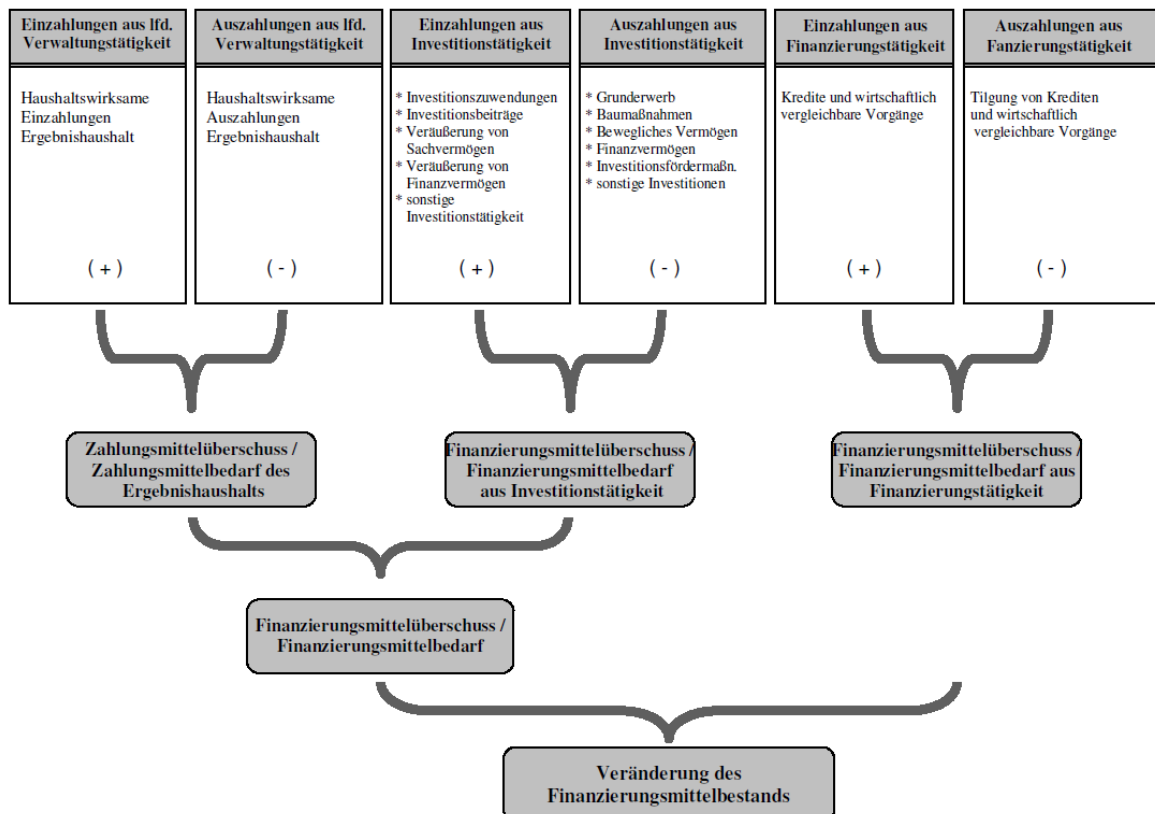 Einzahlungen aus lfd.
Verwaltungstätigkeit
Haushaltswirksame
Einzahlungen
Ergebnishaushalt
( + )
Auszahlungen aus lfd.
Verwaltungstätigkeit
Haushaltswirksame
Auszahlungen
Ergebnishaushalt
( - )
Einzahlungen aus
Investitionstätigkeit
* Investitionszuwendungen
* Investitionsbeiträge
* Veräußerung von
Sachvermögen
* Veräußerung von
Finanzvermögen
* sonstige
Investitionstätigkeit
( + )
Auszahlungen aus
Investitionstätigkeit
* Grunderwerb
* Baumaßnahmen
* Bewegliches Vermögen
* Finanzvermögen
* Investitionsfördermaßn.
* sonstige Investitionen
( - )
Einzahlungen aus
Finanzierungstätigkeit
Kredite und wirtschaftlich
vergleichbare Vorgänge
( + )
Auszahlungen aus
Fanzierungstätigkeit
Tilgung von Krediten
und wirtschaftlich
vergleichbare Vorgänge
( - )
Zahlungsmittelüberschuss /
Zahlungsmittelbedarf des
Ergebnishaushalts
Finanzierungsmittelüberschuss /
Finanzierungsmittelbedarf
aus Investitionstätigkeit
Finanzierungsmittelüberschuss /
Finanzierungsmittelbedarf aus
Finanzierungstätigkeit
Finanzierungsmittelüberschuss /
Finanzierungsmittelbedarf
Veränderung des
Finanzierungsmittelbestands